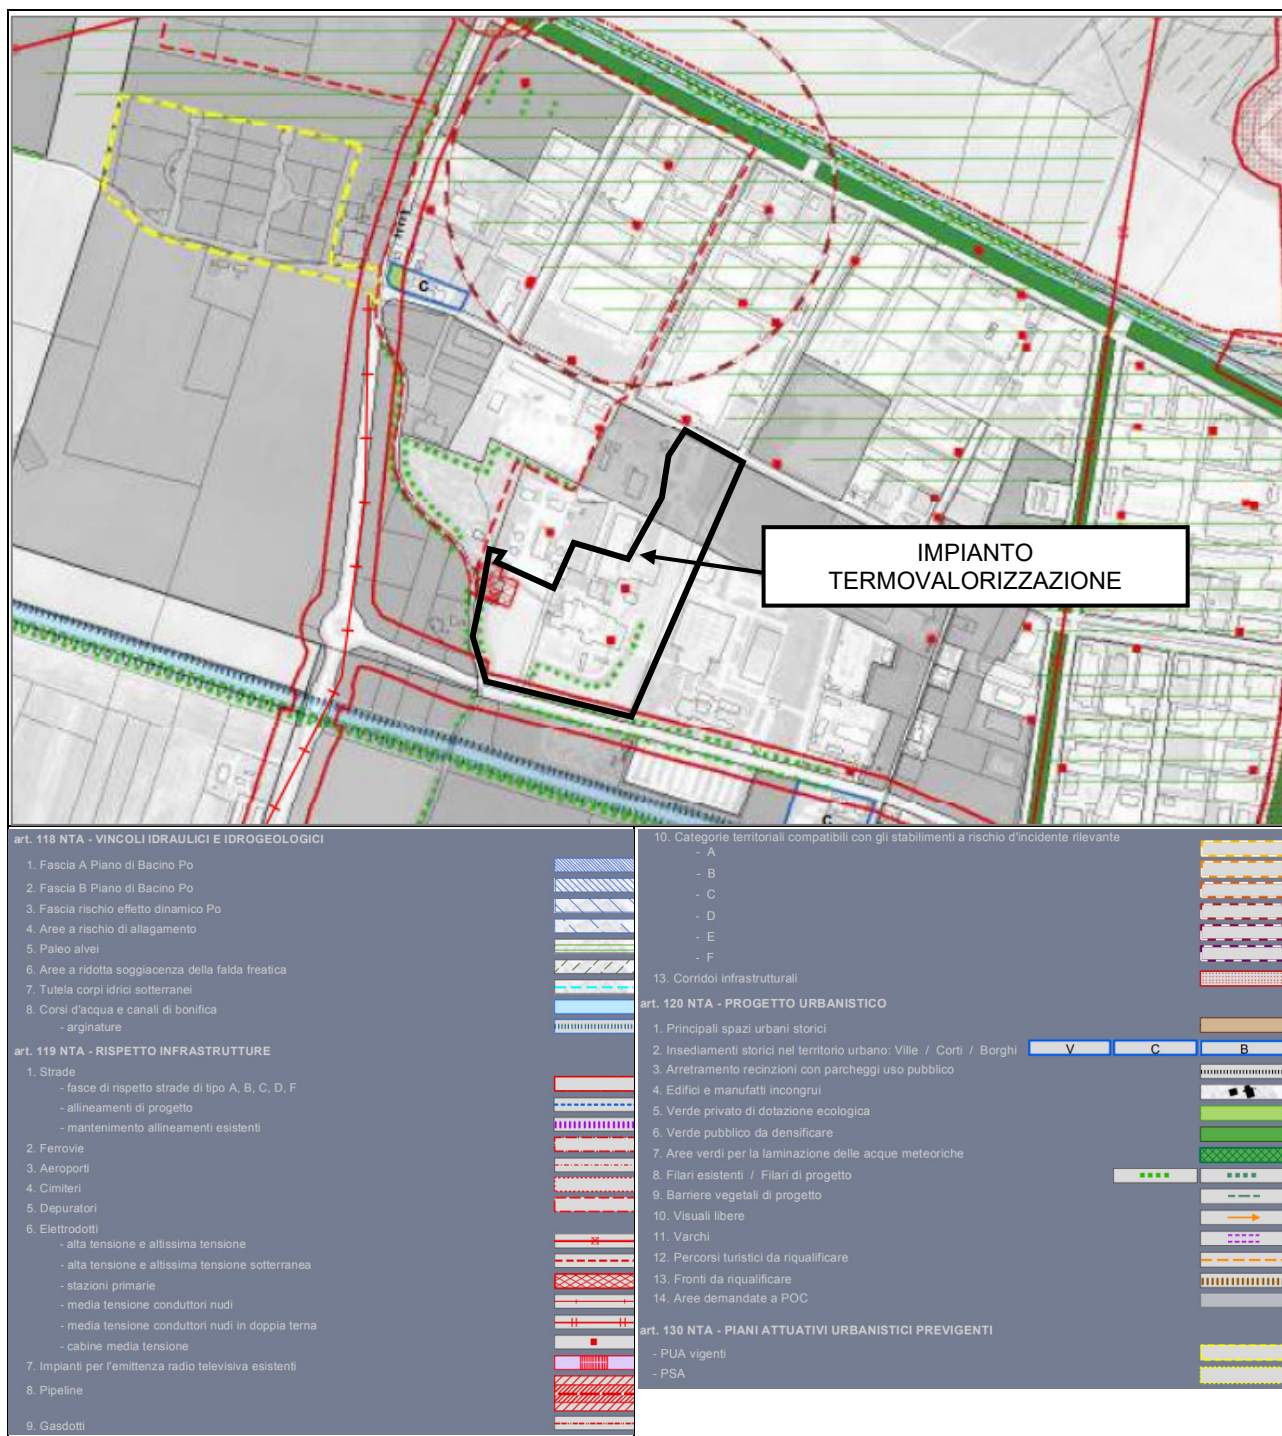 C
IMPIANTO
TERMOVALORIZZAZIONE
C
art. 118 NTA - VINCOLI IDRAULICI E IDROGEOLOGICI
1. Fascia A Piano di Bacino Po
2. Fascia B Piano di Bacino Po
3. Fascia rischio effetto dinamico Po
4. Aree a rischio di allagamento
5. Paleo alvei
6. Aree a ridotta soggiacenza della falda freatica
7. Tutela corpi idrici sotterranei
8. Corsi d'acqua e canali di bonifica
- arginature
art. 119 NTA - RISPETTO INFRASTRUTTURE
1. Strade
- fasce di rispetto strade di tipo A, B, C, D, F
- allineamenti di progetto
- mantenimento allineamenti esistenti
2. Ferrovie
3. Aeroporti
4. Cimiteri
5. Depuratori
6. Elettrodotti
- alta tensione e altissima tensione
- alta tensione e altissima tensione sotterranea
- stazioni primarie
- media tensione conduttori nudi
- media tensione conduttori nudi in doppia terna
- cabine media tensione
7. Impianti per l'emittenza radio televisiva esistenti
8. Pipeline
9. Gasdotti
10. Categorie territoriali compatibili con gli stabilimenti a rischio d'incidente rilevante
- A
- B
- C
- D
- E
- F
13. Corridoi infrastrutturali
art. 120 NTA - PROGETTO URBANISTICO
1. Principali spazi urbani storici
2. Insediamenti storici nel territorio urbano: Ville / Corti / Borghi V C B
3. Arretramento recinzioni con parcheggi uso pubblico
4. Edifici e manufatti incongrui
5. Verde privato di dotazione ecologica
6. Verde pubblico da densificare
7. Aree verdi per la laminazione delle acque meteoriche
8. Filari esistenti / Filari di progetto
9. Barriere vegetali di progetto
10. Visuali libere
11. Varchi
12. Percorsi turistici da riqualificare
13. Fronti da riqualificare
14. Aree demandate a POC
art. 130 NTA - PIANI ATTUATIVI URBANISTICI PREVIGENTI
- PUA vigenti
- PSA